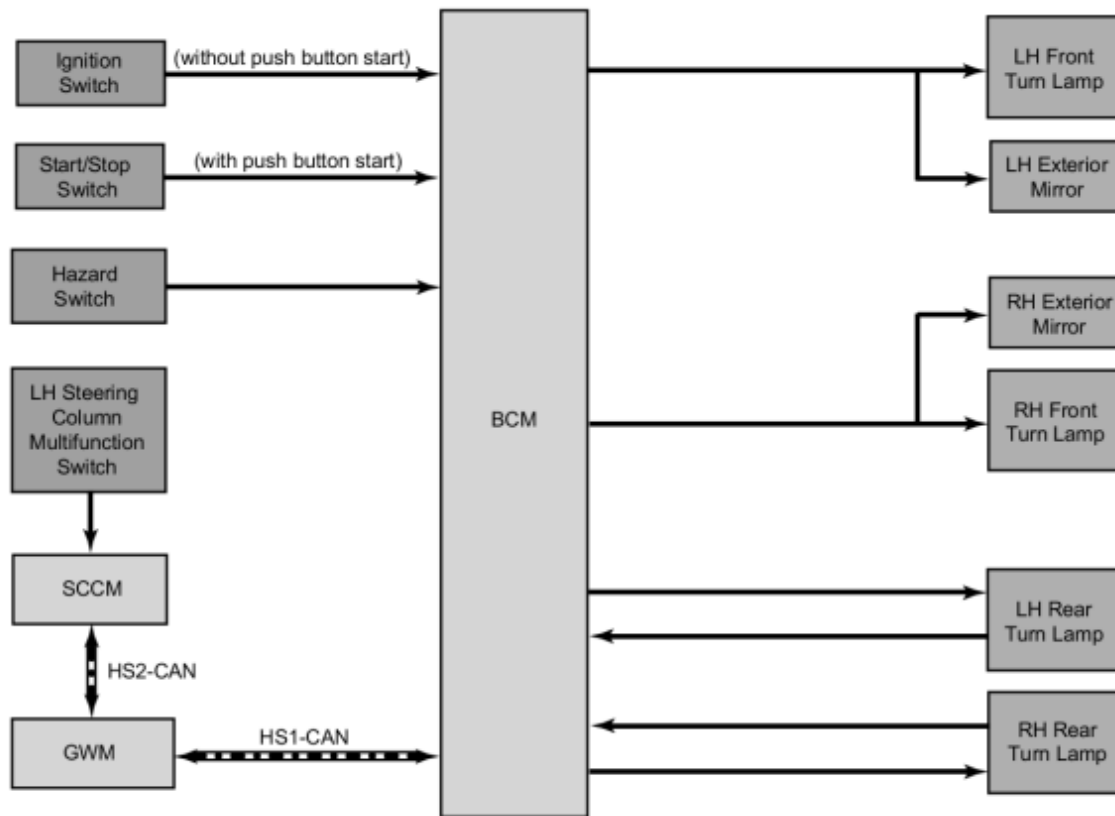 Ignition
Switch
(without push button start)
Start/Stop
Switch
(with push button start)
Hazard
Switch
LH Steering
Column
Multifunction
Switch
SCCM
HS2-CAN
GWM
HS1-CAN
BCM
LH Front
Turn Lamp
LH Exterior
Mirror
RH Exterior
Mirror
RH Front
Turn Lamp
LH Rear
Turn Lamp
RH Rear
Turn Lamp